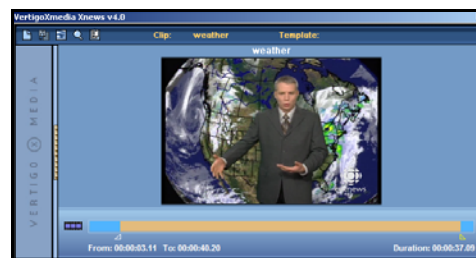 VertigoXmedia Xnews v4.0
Clip: weather Template:
weather
VERTIGO X MEDIA
news
From: 00:00:03.11 To: 00:00:40.20 Duration: 00:00:37.09